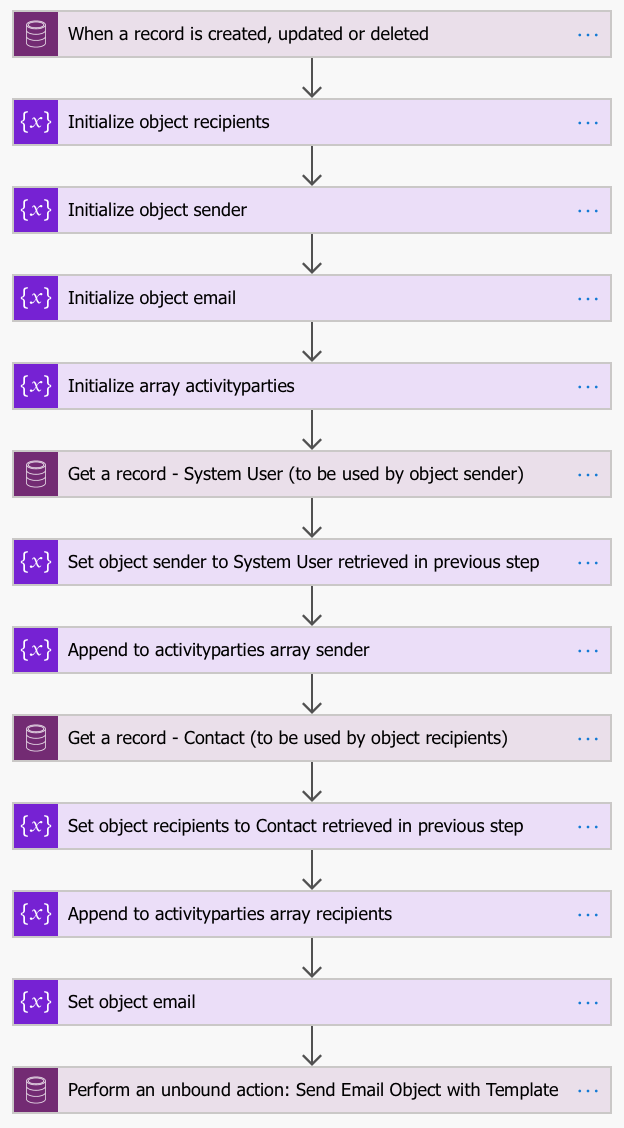 When a record is created, updated or deleted
{x} Initialize object recipients
{x} Initialize object sender
{x} Initialize object email
{x} Initialize array activityparties
Get a record - System User (to be used by object sender)
{x} Set object sender to System User retrieved in previous step
{x} Append to activityparties array sender
Get a record - Contact (to be used by object recipients)
{x} Set object recipients to Contact retrieved in previous step
{x} Append to activityparties array recipients
{x} Set object email
Perform an unbound action: Send Email Object with Template